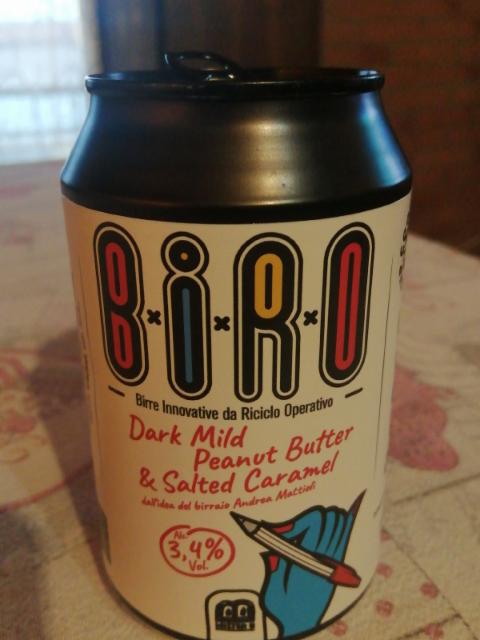 B×i×R×O
Birre Innovative da Riciclo Operativo
Dark Mild
Peanut Butter
& Salted Caramel
dall'idea del birraio Andrea Mattioli
Alc.
3,4%
Vol.